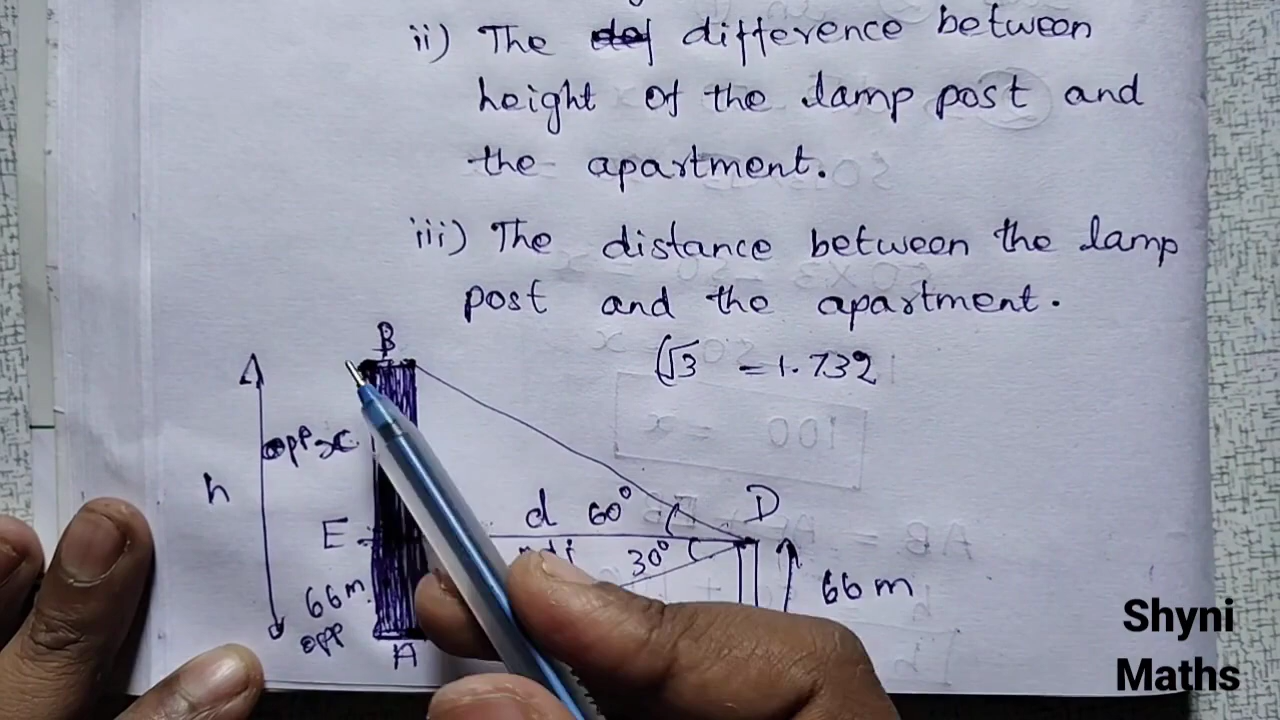 ii) The difference between
height of the lamp post and
the apartment.
iii) The distance between the lamp
post and the apartment.
(√3 = 1.732
B
opp x
h
d 60° D
E
30°
66 m
66 m
opp
A
Shyni
Maths